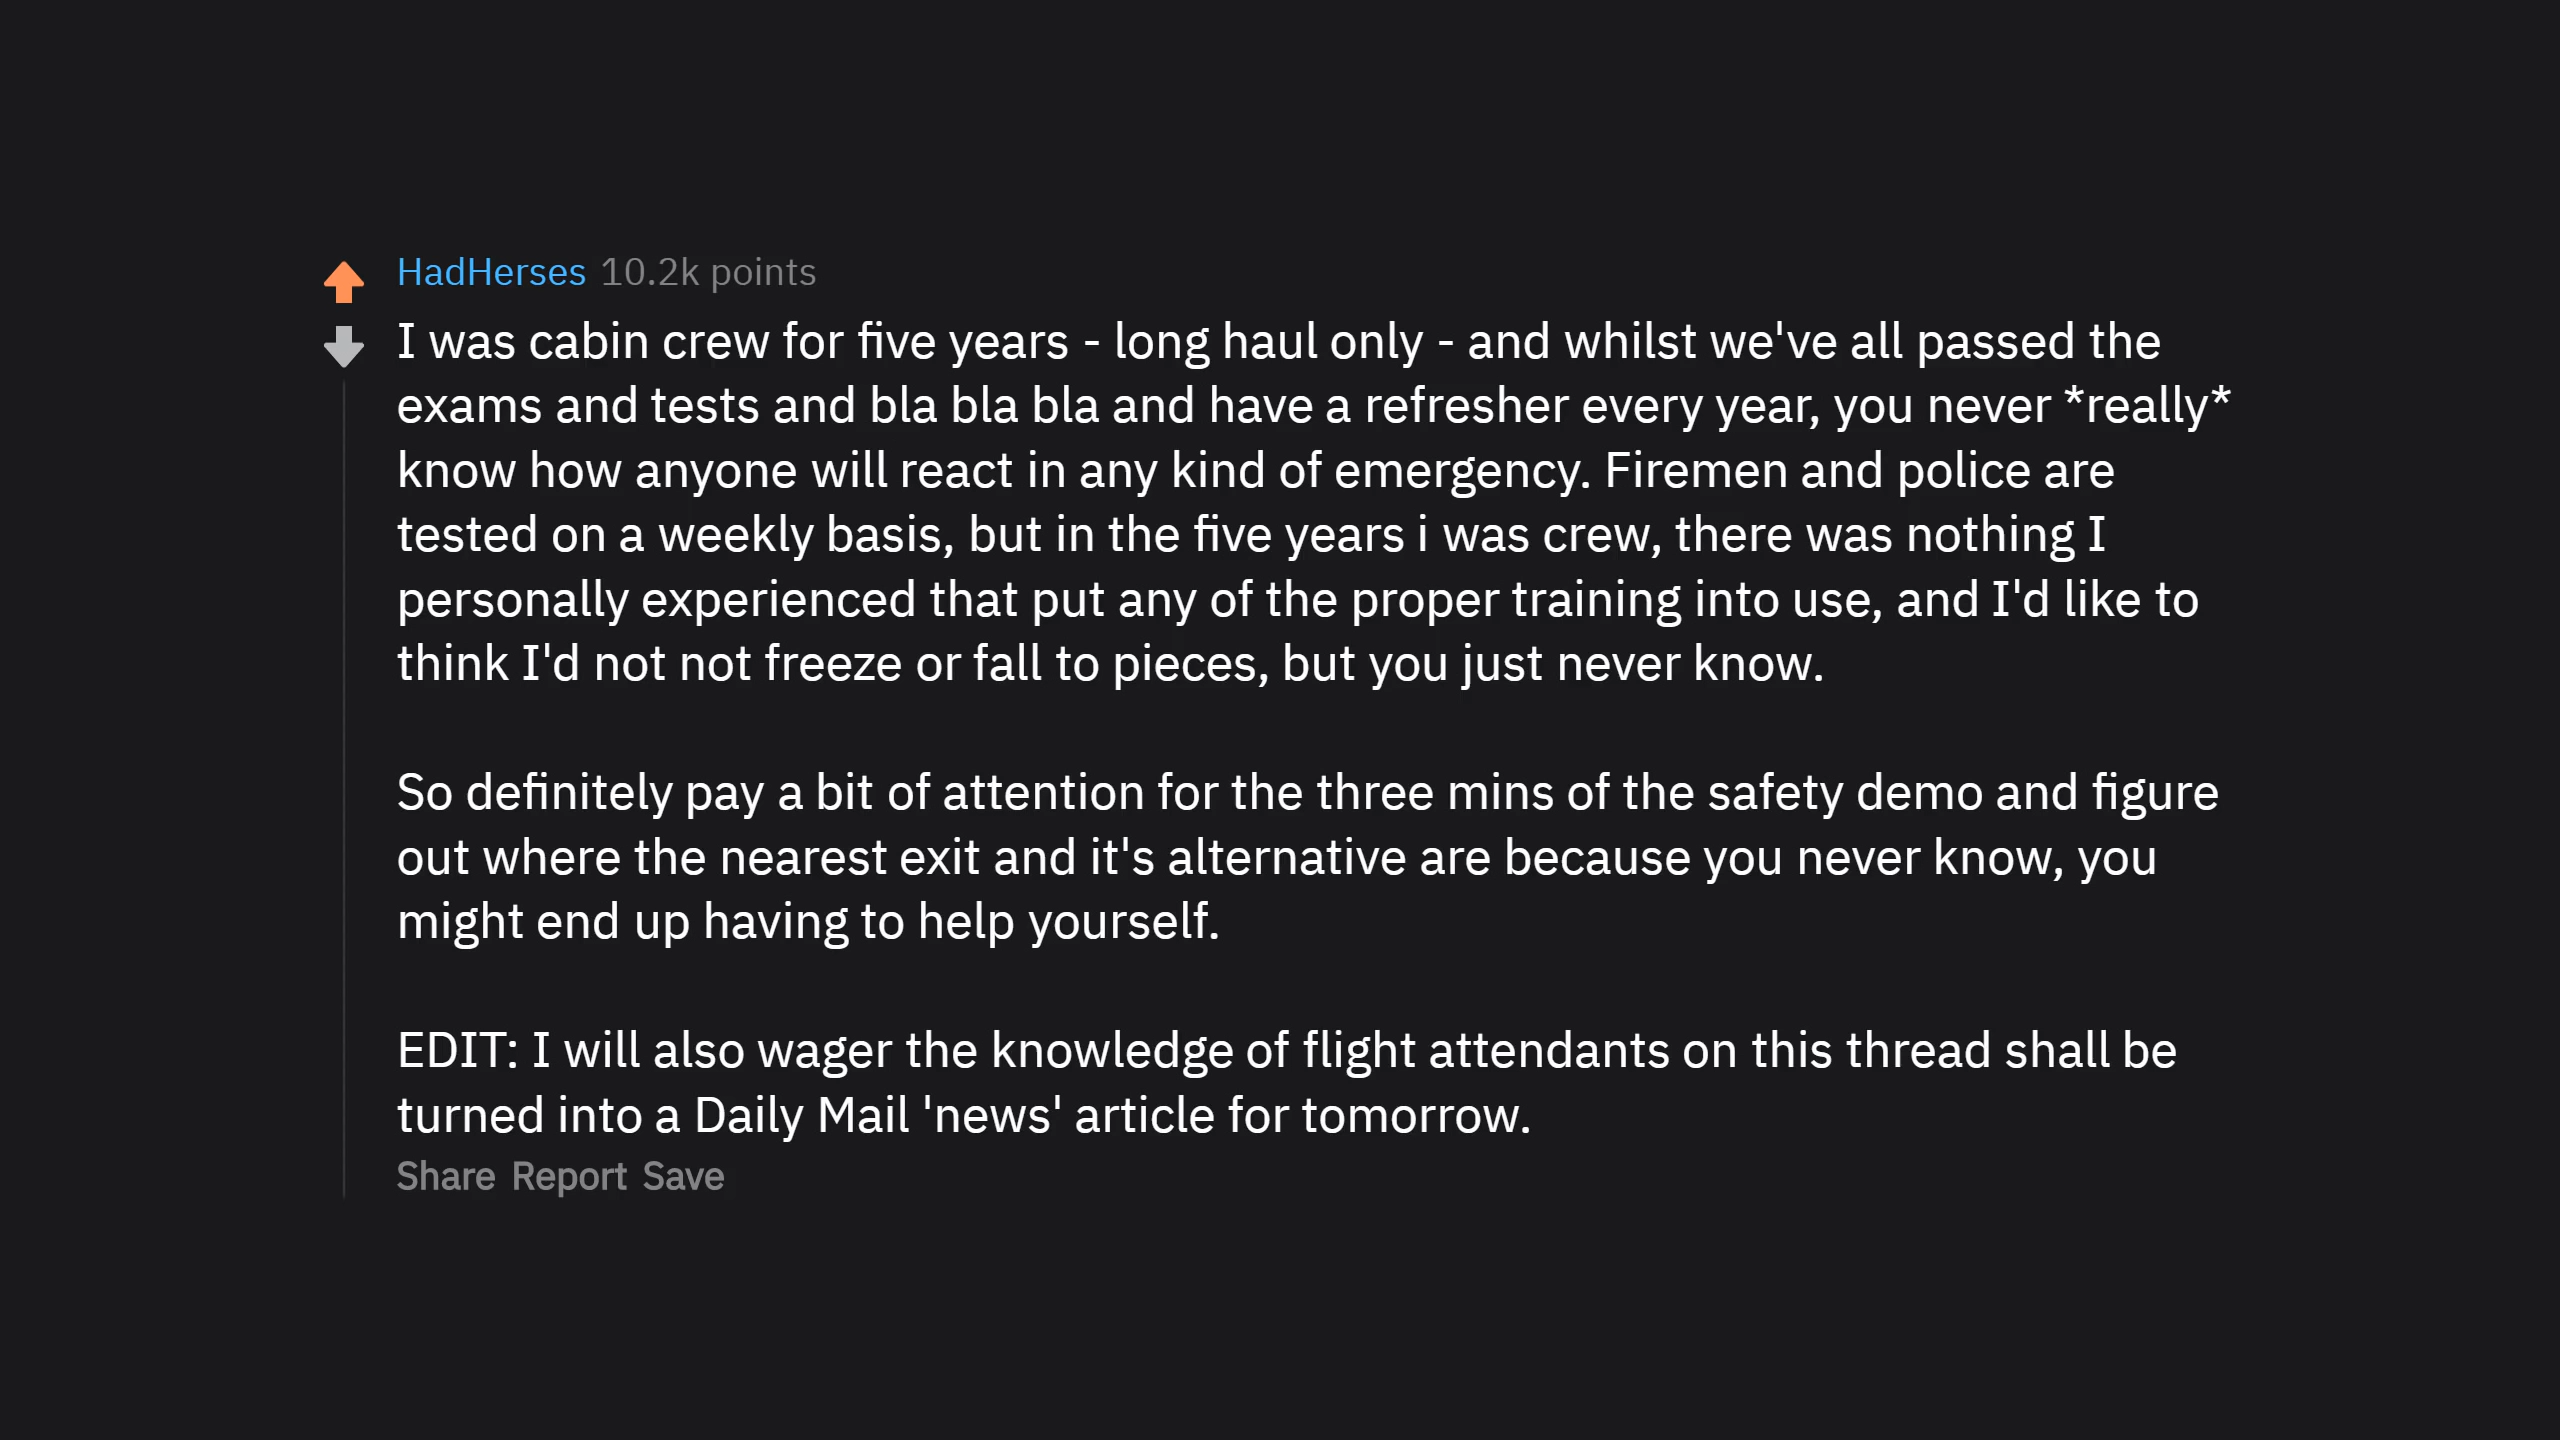 HadHerses 10.2k points
I was cabin crew for five years - long haul only - and whilst we've all passed the
exams and tests and bla bla bla and have a refresher every year, you never *really*
know how anyone will react in any kind of emergency. Firemen and police are
tested on a weekly basis, but in the five years i was crew, there was nothing I
personally experienced that put any of the proper training into use, and I'd like to
think I'd not not freeze or fall to pieces, but you just never know.
So definitely pay a bit of attention for the three mins of the safety demo and figure
out where the nearest exit and it's alternative are because you never know, you
might end up having to help yourself.
EDIT: I will also wager the knowledge of flight attendants on this thread shall be
turned into a Daily Mail 'news' article for tomorrow.
Share Report Save